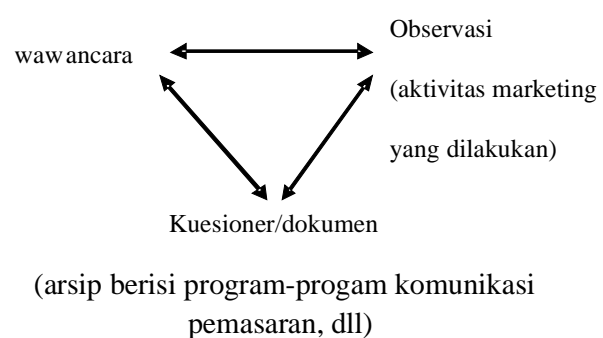 wawancara
Observasi
(aktivitas marketing
yang dilakukan)
Kuesioner/dokumen
(arsip berisi program-progam komunikasi
pemasaran, dll)